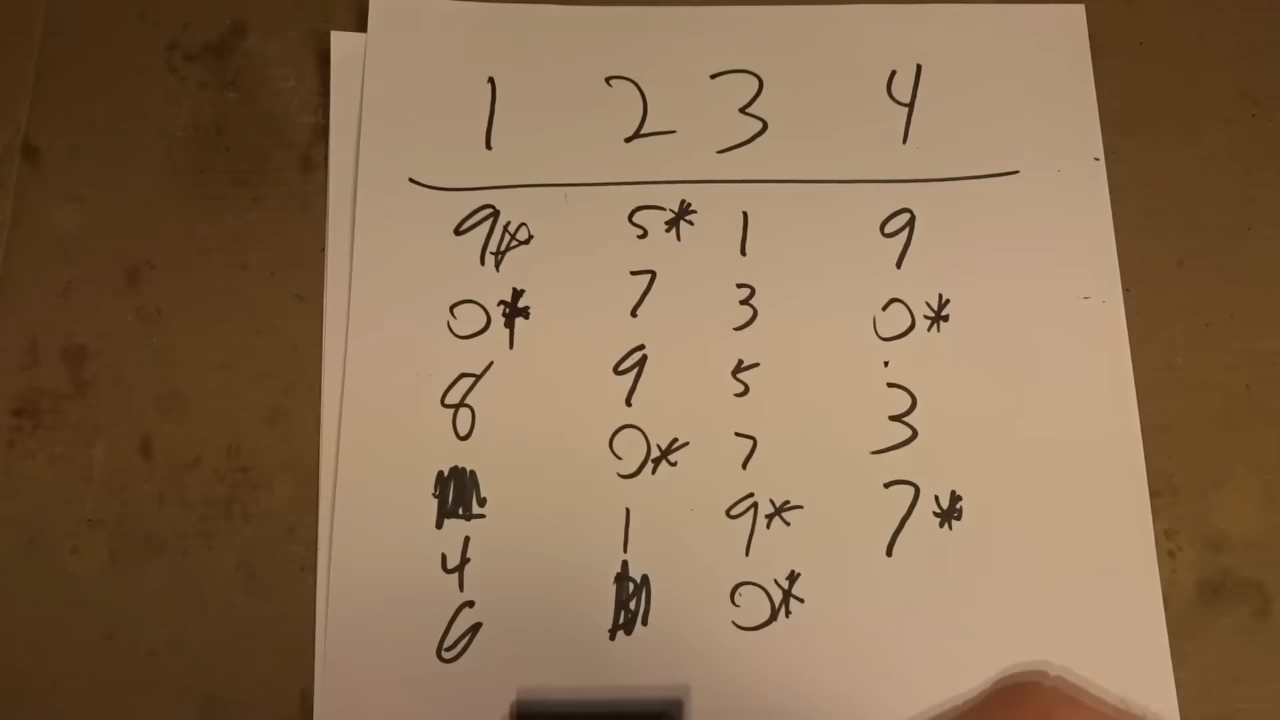 1 2 3 4
9* 5* 1 9
0* 7 3 0*
8 9 5 3
0* 7
4 1 9* 7*
6 0*